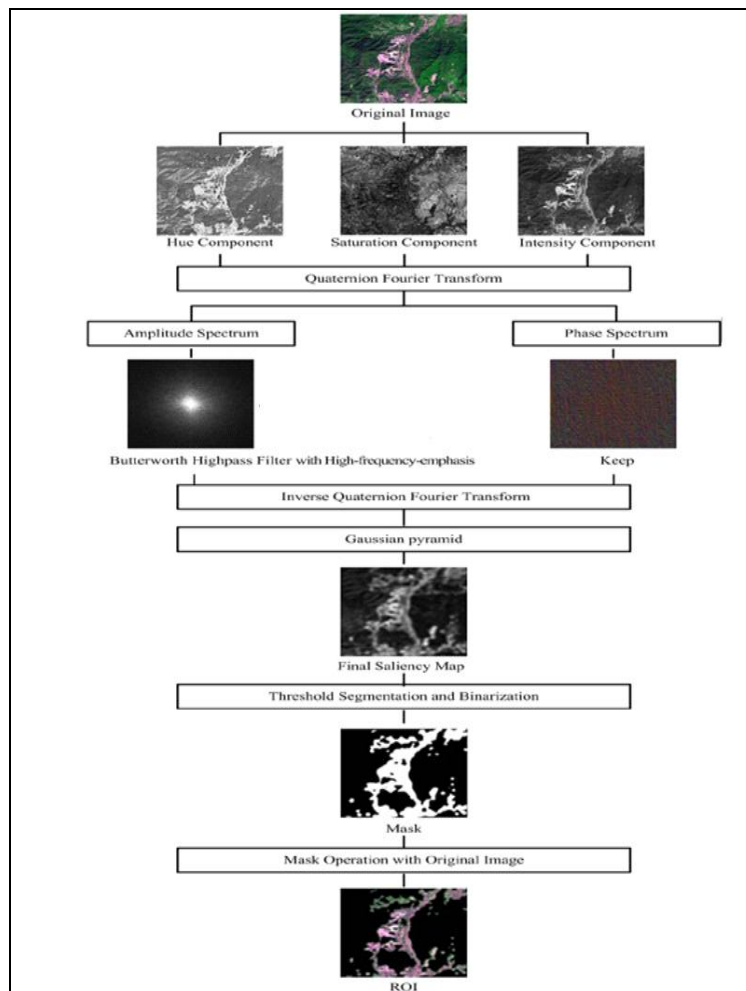 Original Image
Hue Component
Saturation Component
Intensity Component
Quaternion Fourier Transform
Amplitude Spectrum
Phase Spectrum
Butterworth Highpass Filter with High-frequency-emphasis
Keep
Inverse Quaternion Fourier Transform
Gaussian pyramid
Final Saliency Map
Threshold Segmentation and Binarization
Mask
Mask Operation with Original Image
ROI